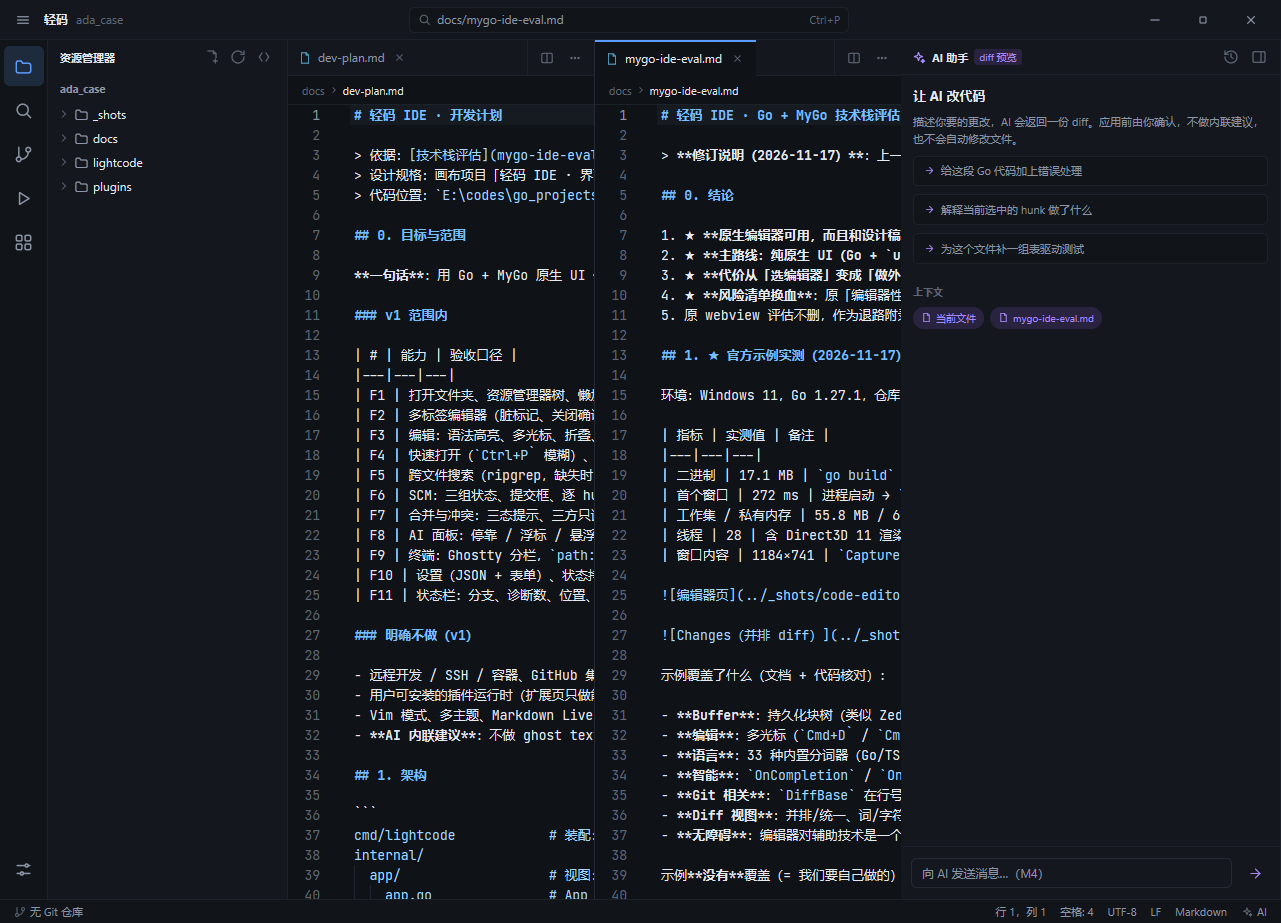 轻码 ada_case
docs/mygo-ide-eval.md Ctrl+P
资源管理器
ada_case
_shots
docs
lightcode
plugins
dev-plan.md
docs > dev-plan.md
1 # 轻码 IDE · 开发计划
2
3 > 依据: [技术栈评估](mygo-ide-eval
4 > 设计规格: 画布项目「轻码 IDE · 界
5 > 代码位置: `E:\codes\go_projects
6
7 ## 0. 目标与范围
8
9 **一句话**: 用 Go + MyGo 原生 UI
10
11 ### v1 范围内
12
13 | # | 能力 | 验收口径 |
14 |---|---|---|
15 | F1 | 打开文件夹、资源管理器树、懒
16 | F2 | 多标签编辑器（脏标记、关闭确
17 | F3 | 编辑: 语法高亮、多光标、折叠、
18 | F4 | 快速打开（`Ctrl+P` 模糊）、
19 | F5 | 跨文件搜索（ripgrep, 缺失时
20 | F6 | SCM: 三组状态、提交框、逐 hu
21 | F7 | 合并与冲突: 三态提示、三方只
22 | F8 | AI 面板: 停靠 / 浮标 / 悬浮
23 | F9 | 终端: Ghostty 分栏, `path:
24 | F10 | 设置（JSON + 表单）、状态持
25 | F11 | 状态栏: 分支、诊断数、位置、
26
27 ### 明确不做（v1）
28
29 - 远程开发 / SSH / 容器、GitHub 集
30 - 用户可安装的插件运行时（扩展页只做
31 - Vim 模式、多主题、Markdown Live
32 - **AI 内联建议**: 不做 ghost tex
33
34 ## 1. 架构
35
36 ```
37 cmd/lightcode # 装配:
38 internal/
39 app/ # 视图:
40 app.go # App
mygo-ide-eval.md
docs > mygo-ide-eval.md
1 # 轻码 IDE · Go + MyGo 技术栈评估
2
3 > **修订说明（2026-11-17）**: 上一
4
5 ## 0. 结论
6
7 1. ★ **原生编辑器可用, 而且和设计稿
8 2. ★ **主路线: 纯原生 UI（Go + `u
9 3. ★ **代价从「选编辑器」变成「做外
10 4. ★ **风险清单换血**: 原「编辑器性
11 5. 原 webview 评估不删, 作为退路附
12
13 ## 1. ★ 官方示例实测（2026-11-17）
14
15 环境: Windows 11, Go 1.27.1, 仓库
16
17 | 指标 | 实测值 | 备注 |
18 |---|---|---|
19 | 二进制 | 17.1 MB | `go build`
20 | 首个窗口 | 272 ms | 进程启动 →
21 | 工作集 / 私有内存 | 55.8 MB / 6
22 | 线程 | 28 | 含 Direct3D 11 渲染
23 | 窗口内容 | 1184×741 | `Capture
24
25 ![编辑器页](../_shots/code-edito
26
27 ![Changes（并排 diff）](../_shot
28
29 示例覆盖了什么（文档 + 代码核对）:
30
31 - **Buffer**: 持久化块树（类似 Zed
32 - **编辑**: 多光标（`Cmd+D` / `Cm
33 - **语言**: 33 种内置分词器（Go/TS
34 - **智能**: `OnCompletion` / `On
35 - **Git 相关**: `DiffBase` 在行号
36 - **Diff 视图**: 并排/统一、词/字符
37 - **无障碍**: 编辑器对辅助技术是一个
38
39 示例**没有**覆盖（= 我们要自己做的）
40
AI 助手 diff 预览
让 AI 改代码
描述你要的更改，AI 会返回一份 diff。应用前由你确认，不做内联建议，
也不会自动修改文件。
→ 给这段 Go 代码加上错误处理
→ 解释当前选中的 hunk 做了什么
→ 为这个文件补一组表驱动测试
上下文
当前文件 mygo-ide-eval.md
向 AI 发送消息... (M4)
无 Git 仓库 行 1，列 1 空格: 4 UTF-8 LF Markdown AI